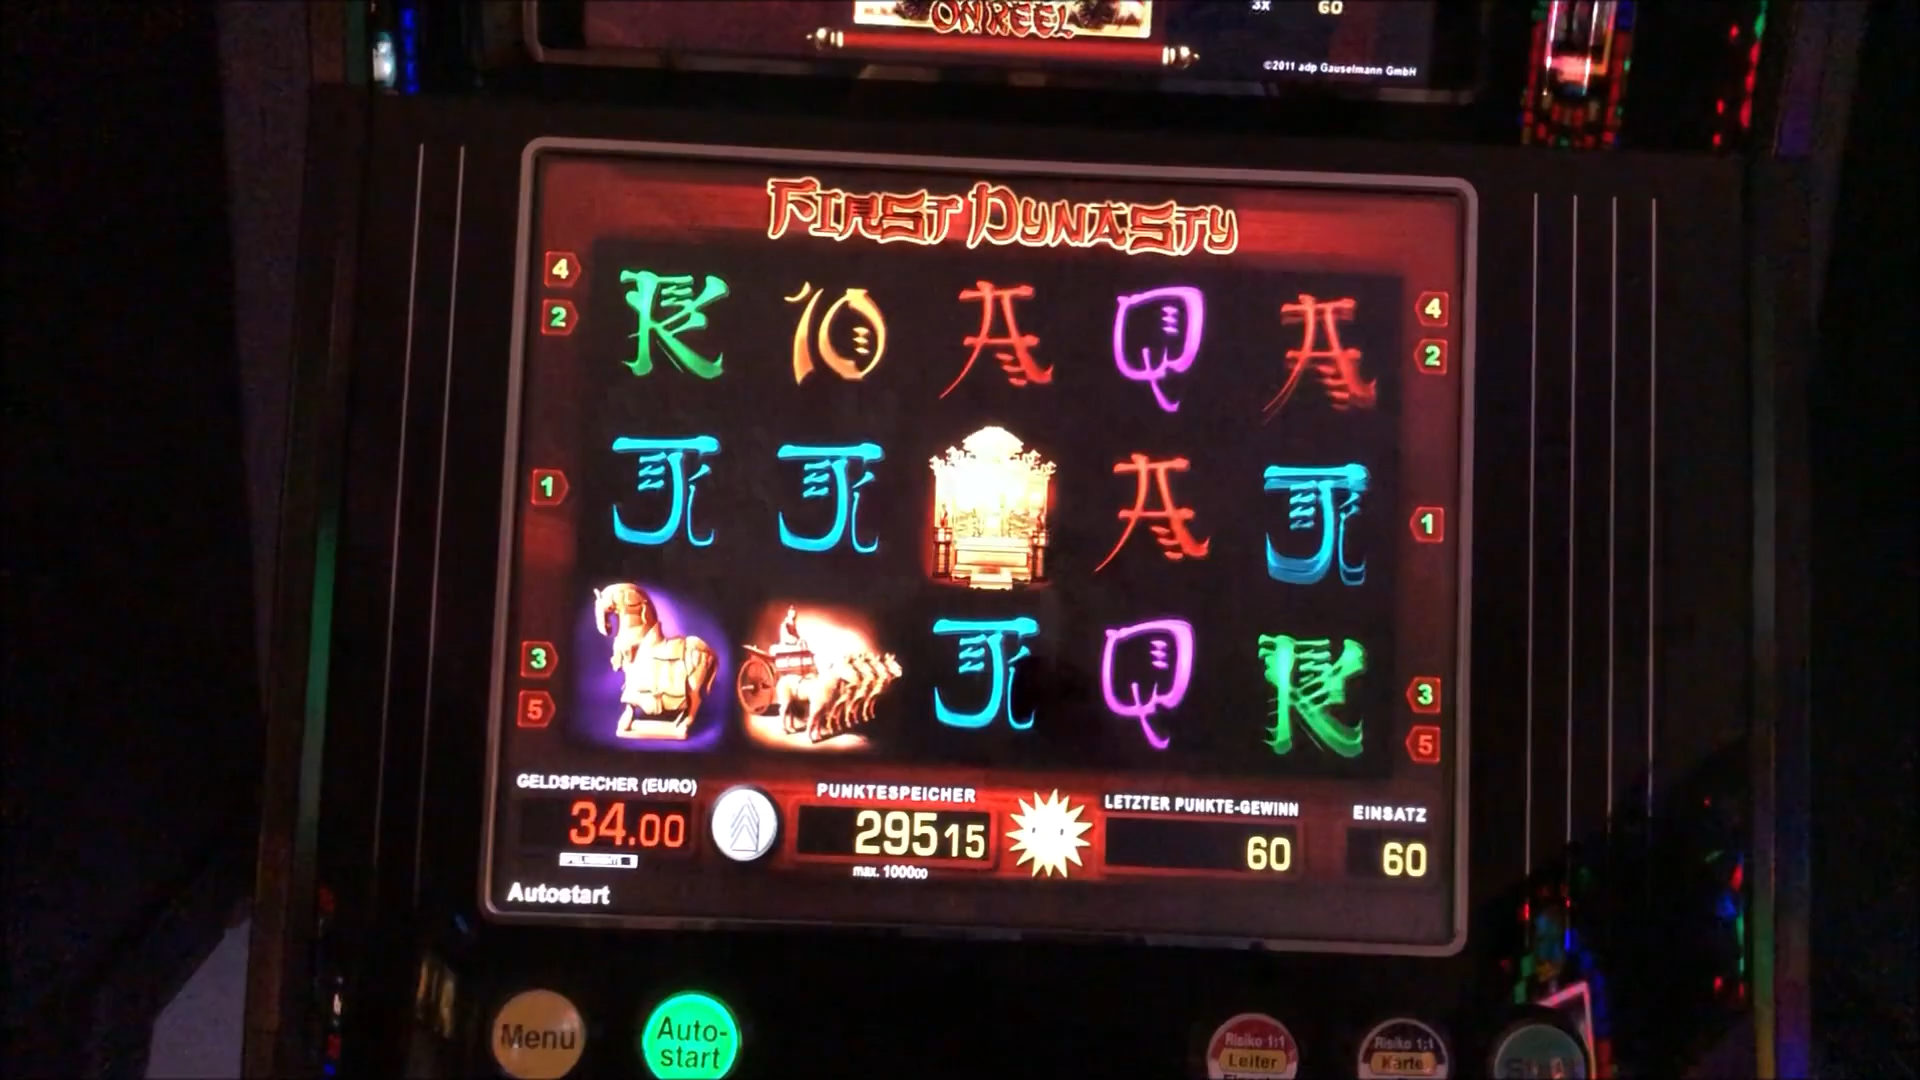 ON REEL
3x 60
©2011 adp Gauselmann GmbH
FIRST DYNASTY
4 4
2 2
K 10 A Q A
1 J J A J 1
J Q K
3 3
5 5
GELDSPEICHER (EURO) PUNKTESPEICHER LETZTER PUNKTE-GEWINN EINSATZ
34.00 29515 60 60
max. 100000
Autostart
Menü
Auto-
start
Risiko 1:1
Leiter
Risiko 1:1
Karte